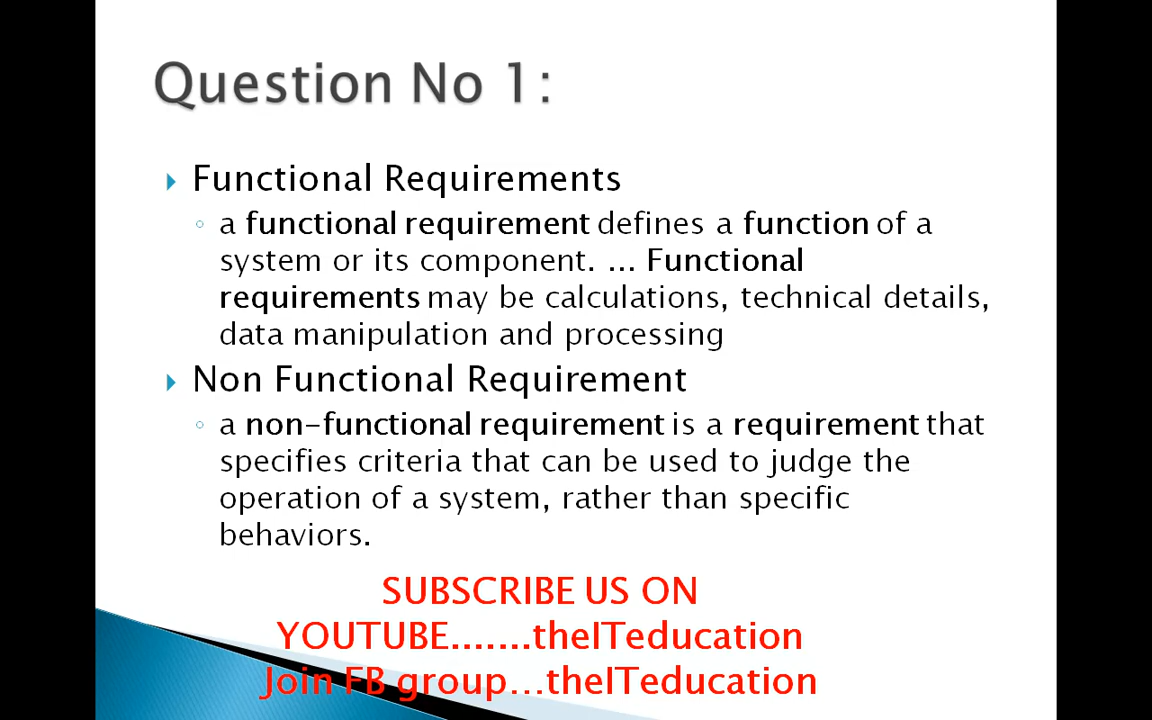 Question No 1:
Functional Requirements
a functional requirement defines a function of a
system or its component. ... Functional
requirements may be calculations, technical details,
data manipulation and processing
Non Functional Requirement
a non-functional requirement is a requirement that
specifies criteria that can be used to judge the
operation of a system, rather than specific
behaviors.
SUBSCRIBE US ON
YOUTUBE.......theITeducation
Join FB group...theITeducation